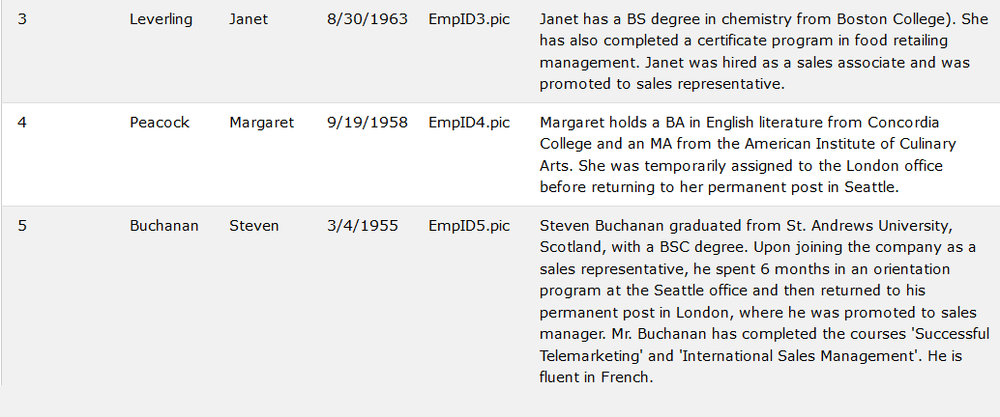 3 Leverling Janet 8/30/1963 EmpID3.pic Janet has a BS degree in chemistry from Boston College). She
has also completed a certificate program in food retailing
management. Janet was hired as a sales associate and was
promoted to sales representative.
4 Peacock Margaret 9/19/1958 EmpID4.pic Margaret holds a BA in English literature from Concordia
College and an MA from the American Institute of Culinary
Arts. She was temporarily assigned to the London office
before returning to her permanent post in Seattle.
5 Buchanan Steven 3/4/1955 EmpID5.pic Steven Buchanan graduated from St. Andrews University,
Scotland, with a BSC degree. Upon joining the company as a
sales representative, he spent 6 months in an orientation
program at the Seattle office and then returned to his
permanent post in London, where he was promoted to sales
manager. Mr. Buchanan has completed the courses 'Successful
Telemarketing' and 'International Sales Management'. He is
fluent in French.